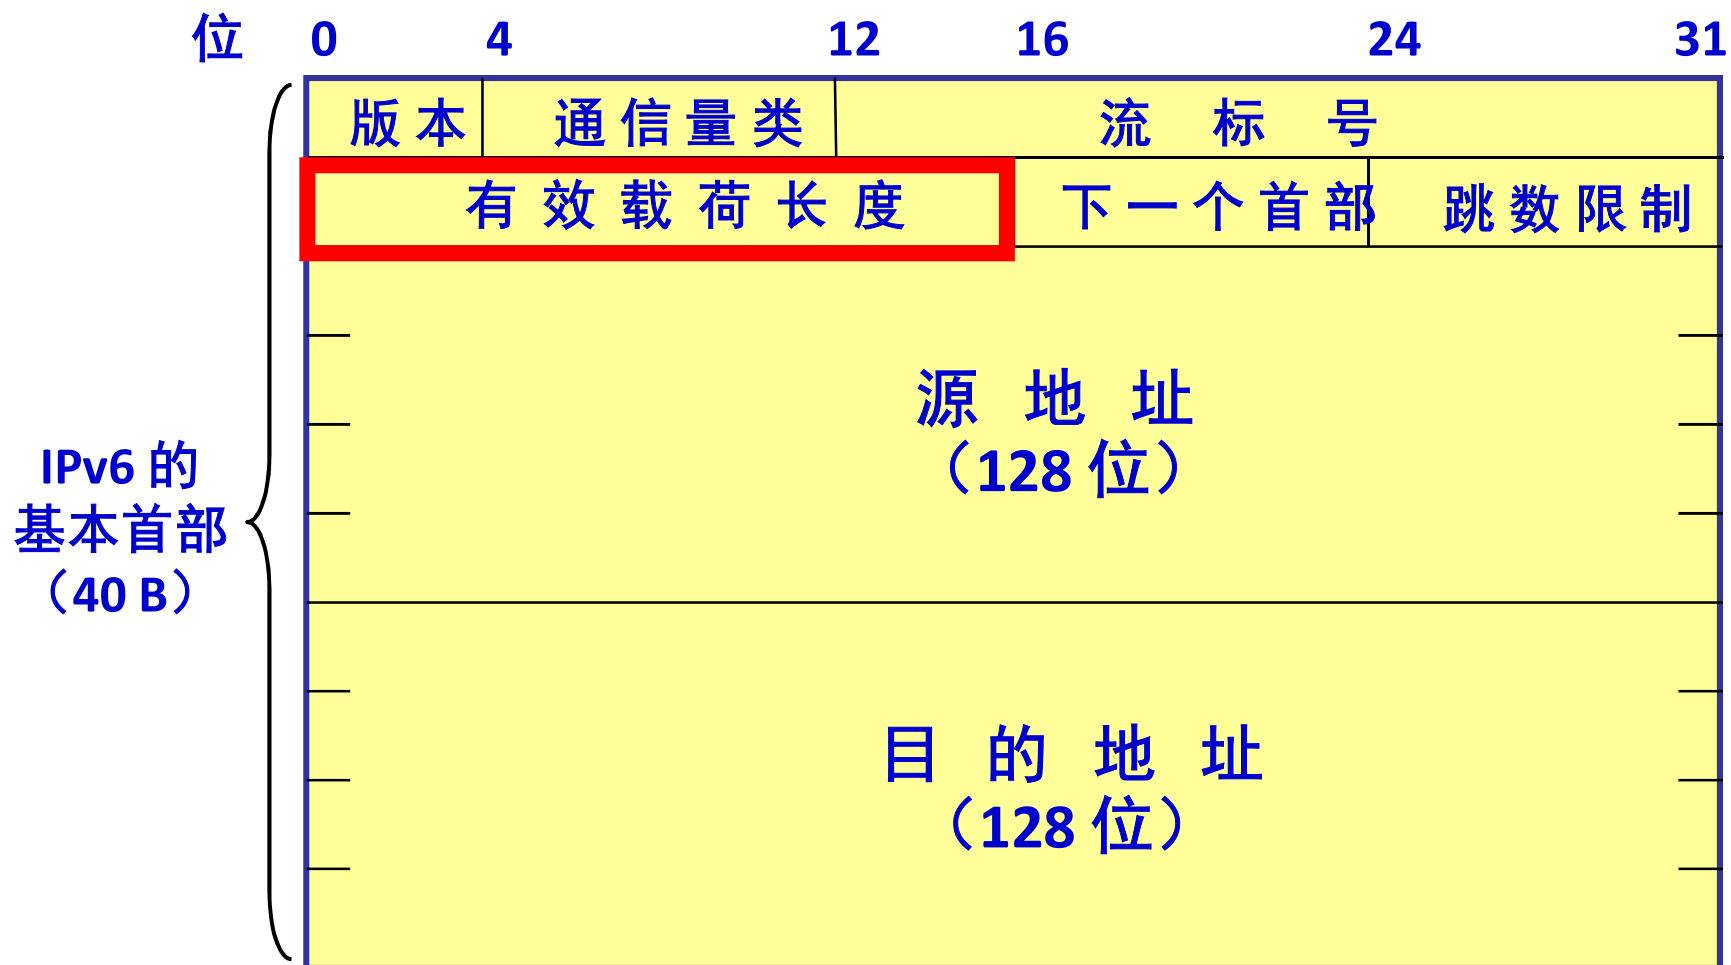 位 0 4 12 16 24 31
版本 通信量类 流标号
有效载荷长度 下一个首部 跳数限制
源地址
（128 位）
IPv6 的
基本首部
（40 B）
目的地址
（128 位）